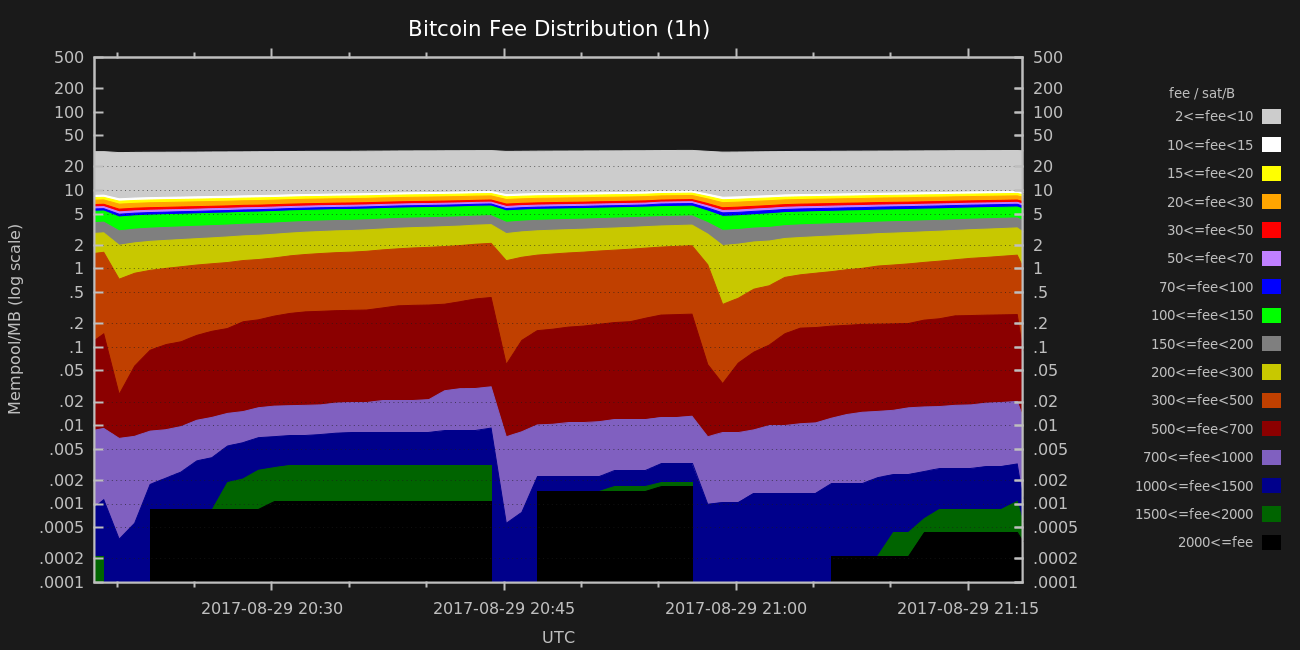 Bitcoin Fee Distribution (1h)
500
200
100
50
20
10
5
2
1
.5
.2
.1
.05
.02
.01
.005
.002
.001
.0005
.0002
.0001
Mempool/MB (log scale)
500
200
100
50
20
10
5
2
1
.5
.2
.1
.05
.02
.01
.005
.002
.001
.0005
.0002
.0001
2017-08-29 20:30
2017-08-29 20:45
2017-08-29 21:00
2017-08-29 21:15
UTC
fee / sat/B
2<=fee<10
10<=fee<15
15<=fee<20
20<=fee<30
30<=fee<50
50<=fee<70
70<=fee<100
100<=fee<150
150<=fee<200
200<=fee<300
300<=fee<500
500<=fee<700
700<=fee<1000
1000<=fee<1500
1500<=fee<2000
2000<=fee